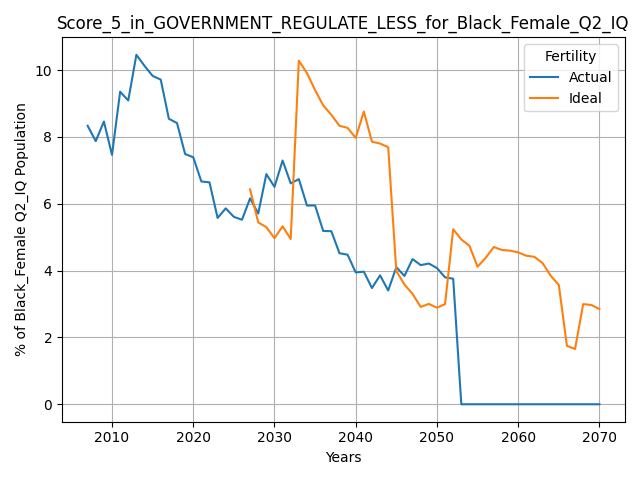 Score_5_in_GOVERNMENT_REGULATE_LESS_for_Black_Female_Q2_IQ
Fertility
Actual
Ideal
% of Black_Female Q2_IQ Population
10
8
6
4
2
0
2010
2020
2030
2040
2050
2060
2070
Years